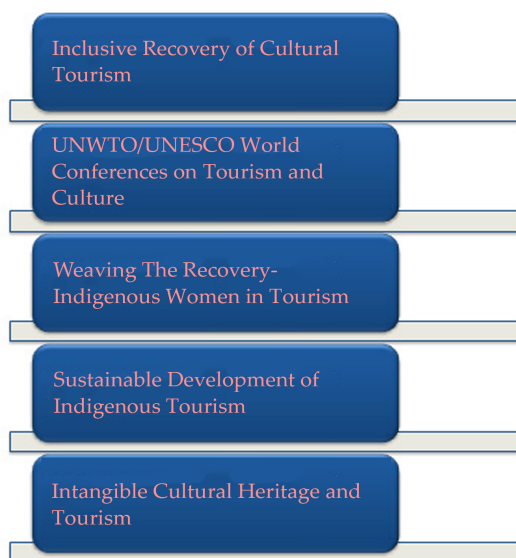 Inclusive Recovery of Cultural
Tourism
UNWTO/UNESCO World
Conferences on Tourism and
Culture
Weaving The Recovery-
Indigenous Women in Tourism
Sustainable Development of
Indigenous Tourism
Intangible Cultural Heritage and
Tourism